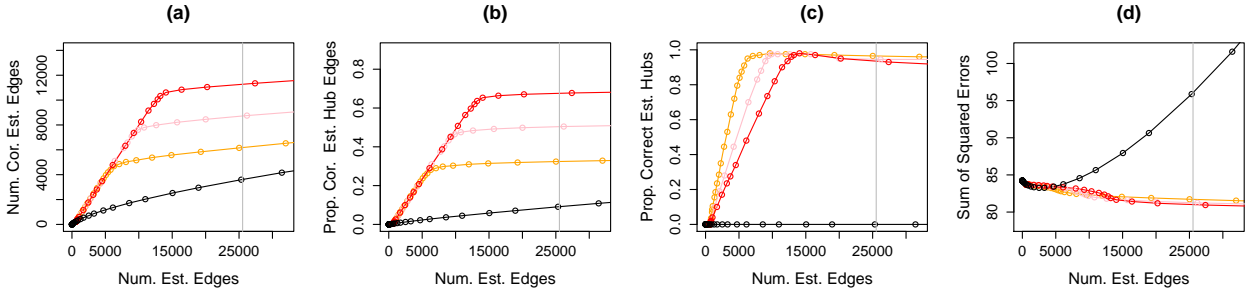 (a)
Num. Cor. Est. Edges
0 4000 8000 12000
0 5000 15000 25000
Num. Est. Edges
(b)
Prop. Cor. Est. Hub Edges
0.0 0.2 0.4 0.6 0.8
0 5000 15000 25000
Num. Est. Edges
(c)
Prop. Correct Est. Hubs
0.0 0.2 0.4 0.6 0.8 1.0
0 5000 15000 25000
Num. Est. Edges
(d)
Sum of Squared Errors
80 85 90 95 100
0 5000 15000 25000
Num. Est. Edges